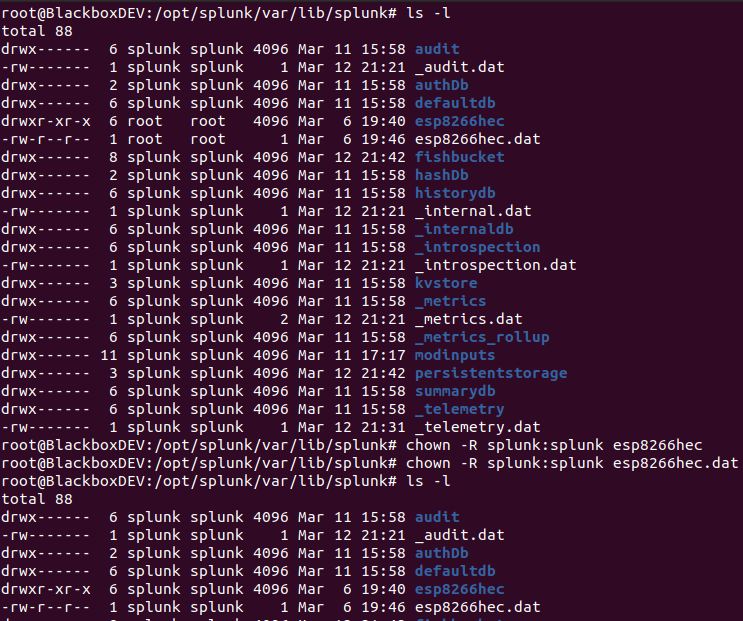 root@BlackboxDEV:/opt/splunk/var/lib/splunk# ls -l
total 88
drwx------  6 splunk splunk 4096 Mar 11 15:58 audit
-rw-------  1 splunk splunk    1 Mar 12 21:21 _audit.dat
drwx------  2 splunk splunk 4096 Mar 11 15:58 authDb
drwx------  6 splunk splunk 4096 Mar 11 15:58 defaultdb
drwxr-xr-x  6 root   root   4096 Mar  6 19:40 esp8266hec
-rw-r--r--  1 root   root      1 Mar  6 19:46 esp8266hec.dat
drwx------  8 splunk splunk 4096 Mar 12 21:42 fishbucket
drwx------  2 splunk splunk 4096 Mar 11 15:58 hashDb
drwx------  6 splunk splunk 4096 Mar 11 15:58 historydb
-rw-------  1 splunk splunk    1 Mar 12 21:21 _internal.dat
drwx------  6 splunk splunk 4096 Mar 11 15:58 _internaldb
drwx------  6 splunk splunk 4096 Mar 11 15:58 _introspection
-rw-------  1 splunk splunk    1 Mar 12 21:21 _introspection.dat
drwx------  3 splunk splunk 4096 Mar 11 15:58 kvstore
drwx------  6 splunk splunk 4096 Mar 11 15:58 _metrics
-rw-------  1 splunk splunk    2 Mar 12 21:21 _metrics.dat
drwx------  6 splunk splunk 4096 Mar 11 15:58 _metrics_rollup
drwx------ 11 splunk splunk 4096 Mar 11 17:17 modinputs
drwx------  3 splunk splunk 4096 Mar 12 21:42 persistentstorage
drwx------  6 splunk splunk 4096 Mar 11 15:58 summarydb
drwx------  6 splunk splunk 4096 Mar 11 15:58 _telemetry
-rw-------  1 splunk splunk    1 Mar 12 21:31 _telemetry.dat
root@BlackboxDEV:/opt/splunk/var/lib/splunk# chown -R splunk:splunk esp8266hec
root@BlackboxDEV:/opt/splunk/var/lib/splunk# chown -R splunk:splunk esp8266hec.dat
root@BlackboxDEV:/opt/splunk/var/lib/splunk# ls -l
total 88
drwx------  6 splunk splunk 4096 Mar 11 15:58 audit
-rw-------  1 splunk splunk    1 Mar 12 21:21 _audit.dat
drwx------  2 splunk splunk 4096 Mar 11 15:58 authDb
drwx------  6 splunk splunk 4096 Mar 11 15:58 defaultdb
drwxr-xr-x  6 splunk splunk 4096 Mar  6 19:40 esp8266hec
-rw-r--r--  1 splunk splunk    1 Mar  6 19:46 esp8266hec.dat